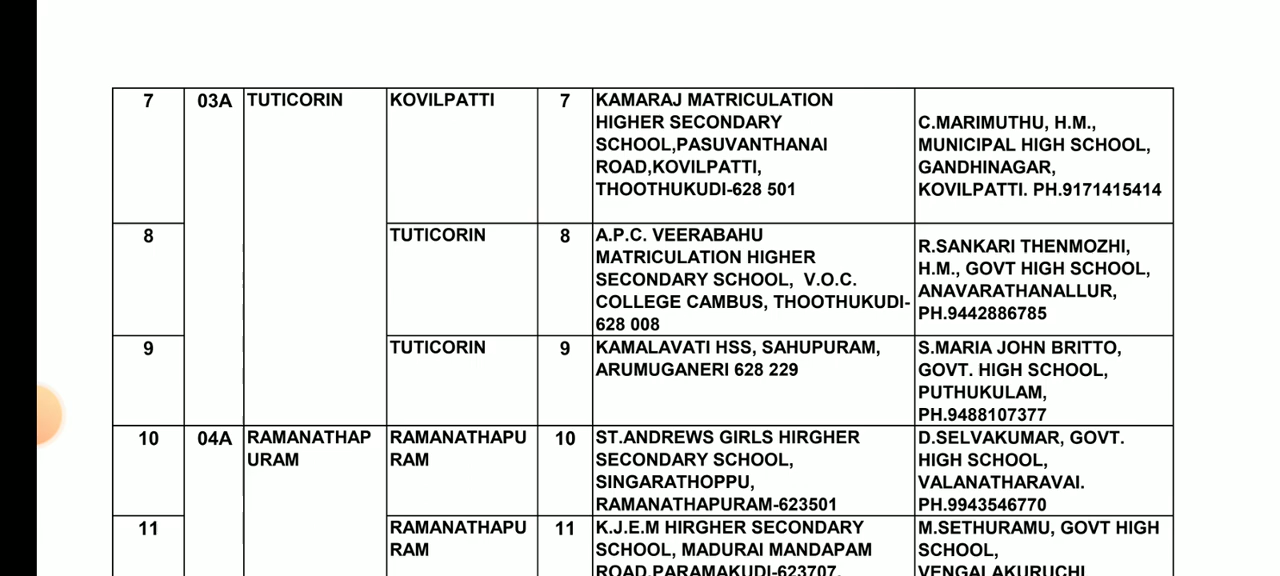 7 03A TUTICORIN KOVILPATTI 7 KAMARAJ MATRICULATION
HIGHER SECONDARY
SCHOOL,PASUVANTHANAI
ROAD,KOVILPATTI,
THOOTHUKUDI-628 501
C.MARIMUTHU, H.M.,
MUNICIPAL HIGH SCHOOL,
GANDHINAGAR,
KOVILPATTI. PH.9171415414
8 TUTICORIN 8 A.P.C. VEERABAHU
MATRICULATION HIGHER
SECONDARY SCHOOL, V.O.C.
COLLEGE CAMBUS, THOOTHUKUDI-
628 008
R.SANKARI THENMOZHI,
H.M., GOVT HIGH SCHOOL,
ANAVARATHANALLUR,
PH.9442886785
9 TUTICORIN 9 KAMALAVATI HSS, SAHUPURAM,
ARUMUGANERI 628 229
S.MARIA JOHN BRITTO,
GOVT. HIGH SCHOOL,
PUTHUKULAM,
PH.9488107377
10 04A RAMANATHAP
URAM
RAMANATHAPU
RAM
10 ST.ANDREWS GIRLS HIRGHER
SECONDARY SCHOOL,
SINGARATHOPPU,
RAMANATHAPURAM-623501
D.SELVAKUMAR, GOVT.
HIGH SCHOOL,
VALANATHARAVAI.
PH.9943546770
11 RAMANATHAPU
RAM
11 K.J.E.M HIRGHER SECONDARY
SCHOOL, MADURAI MANDAPAM
ROAD,PARAMAKUDI-623707.
M.SETHURAMU, GOVT HIGH
SCHOOL,
VENGALAKURUCHI